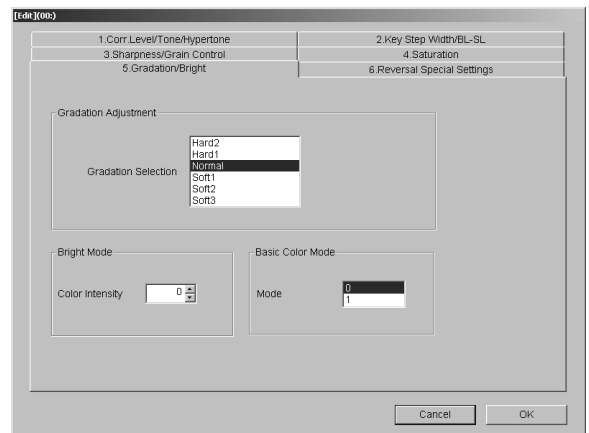 [Edit](00:)
1.Corr.Level/Tone/Hypertone
2.Key Step Width/BL-SL
3.Sharpness/Grain Control
4.Saturation
5.Gradation/Bright
6.Reversal Special Settings
Gradation Adjustment
Gradation Selection
Hard2
Hard1
Normal
Soft1
Soft2
Soft3
Bright Mode
Color Intensity
0
Basic Color Mode
Mode
0
1
Cancel
OK